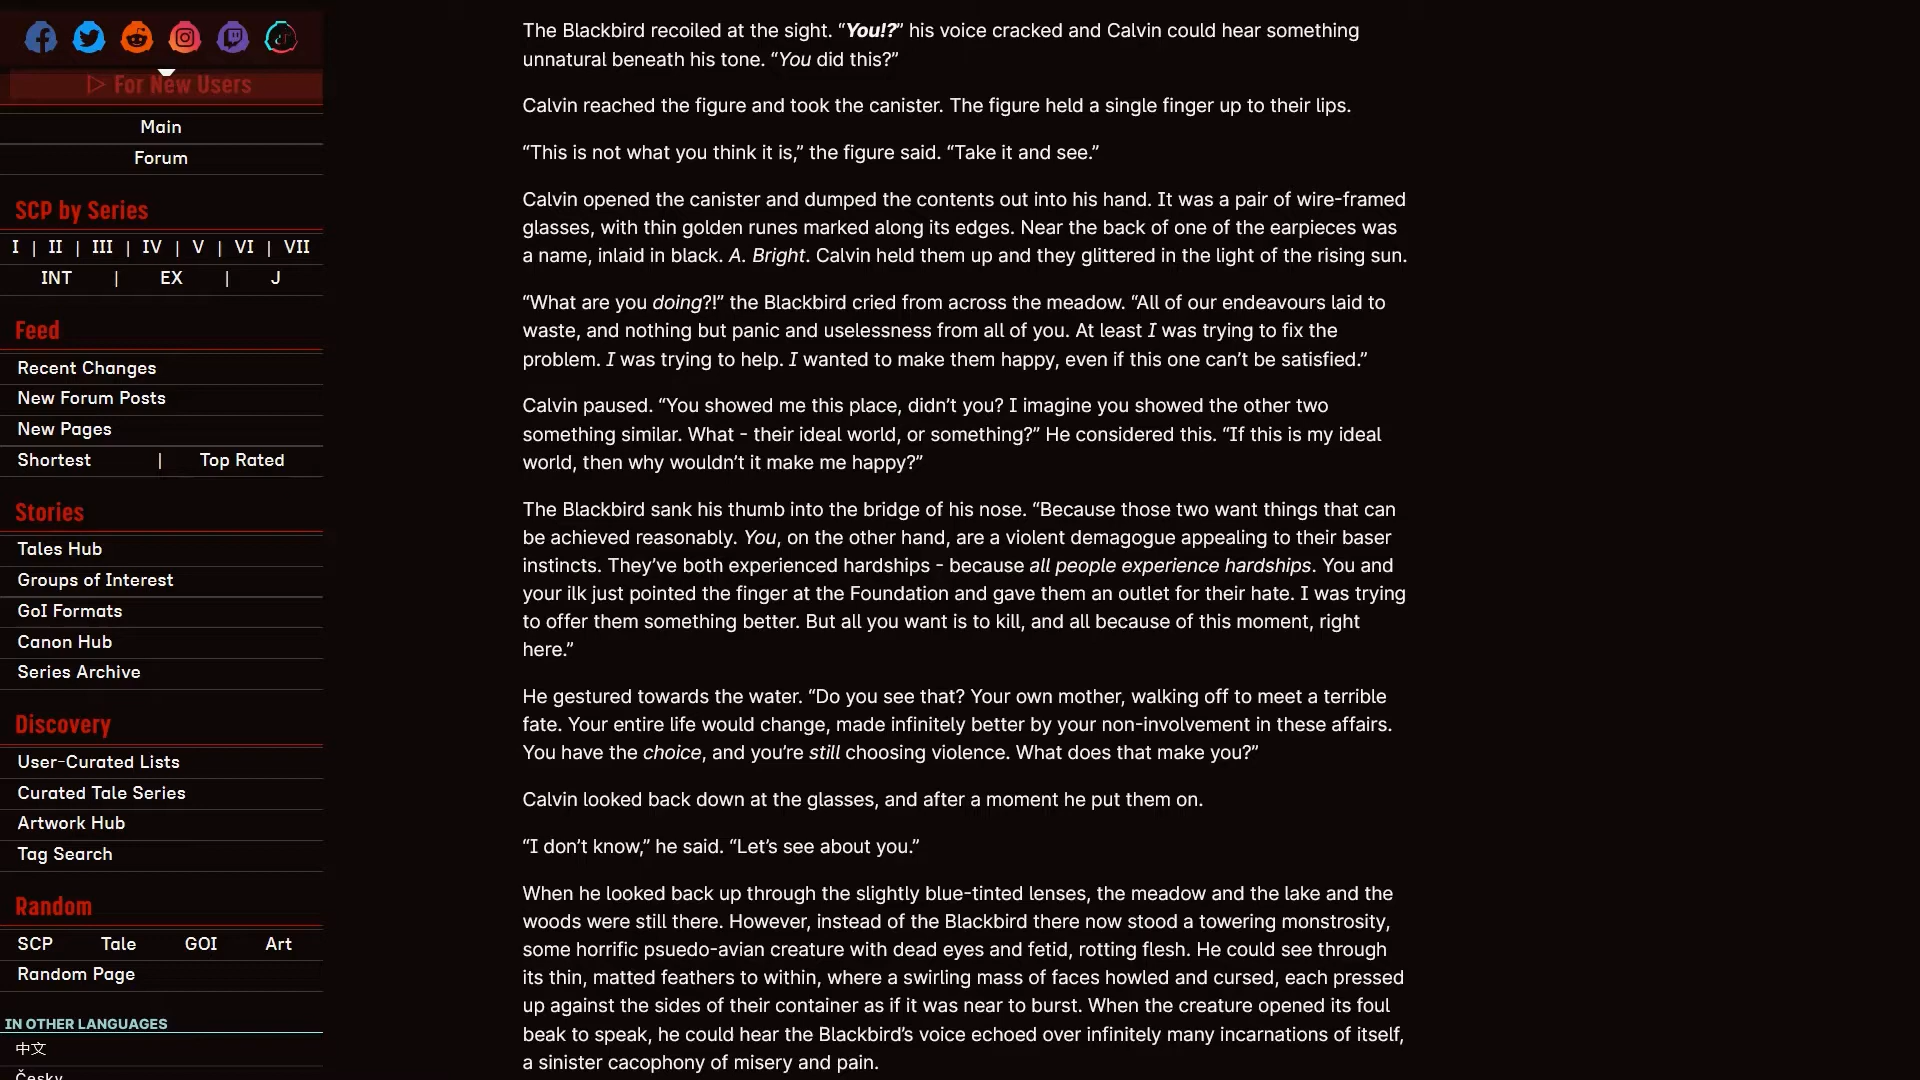 ▷ For New Users
Main
Forum
SCP by Series
I | II | III | IV | V | VI | VII
INT | EX | J
Feed
Recent Changes
New Forum Posts
New Pages
Shortest | Top Rated
Stories
Tales Hub
Groups of Interest
GoI Formats
Canon Hub
Series Archive
Discovery
User-Curated Lists
Curated Tale Series
Artwork Hub
Tag Search
Random
SCP Tale GOI Art
Random Page
IN OTHER LANGUAGES
中文
Česky
The Blackbird recoiled at the sight. “You!?” his voice cracked and Calvin could hear something
unnatural beneath his tone. “You did this?”
Calvin reached the figure and took the canister. The figure held a single finger up to their lips.
“This is not what you think it is,” the figure said. “Take it and see.”
Calvin opened the canister and dumped the contents out into his hand. It was a pair of wire-framed
glasses, with thin golden runes marked along its edges. Near the back of one of the earpieces was
a name, inlaid in black. A. Bright. Calvin held them up and they glittered in the light of the rising sun.
“What are you doing?!” the Blackbird cried from across the meadow. “All of our endeavours laid to
waste, and nothing but panic and uselessness from all of you. At least I was trying to fix the
problem. I was trying to help. I wanted to make them happy, even if this one can’t be satisfied.”
Calvin paused. “You showed me this place, didn’t you? I imagine you showed the other two
something similar. What - their ideal world, or something?” He considered this. “If this is my ideal
world, then why wouldn’t it make me happy?”
The Blackbird sank his thumb into the bridge of his nose. “Because those two want things that can
be achieved reasonably. You, on the other hand, are a violent demagogue appealing to their baser
instincts. They’ve both experienced hardships - because all people experience hardships. You and
your ilk just pointed the finger at the Foundation and gave them an outlet for their hate. I was trying
to offer them something better. But all you want is to kill, and all because of this moment, right
here.”
He gestured towards the water. “Do you see that? Your own mother, walking off to meet a terrible
fate. Your entire life would change, made infinitely better by your non-involvement in these affairs.
You have the choice, and you’re still choosing violence. What does that make you?”
Calvin looked back down at the glasses, and after a moment he put them on.
“I don’t know,” he said. “Let’s see about you.”
When he looked back up through the slightly blue-tinted lenses, the meadow and the lake and the
woods were still there. However, instead of the Blackbird there now stood a towering monstrosity,
some horrific psuedo-avian creature with dead eyes and fetid, rotting flesh. He could see through
its thin, matted feathers to within, where a swirling mass of faces howled and cursed, each pressed
up against the sides of their container as if it was near to burst. When the creature opened its foul
beak to speak, he could hear the Blackbird’s voice echoed over infinitely many incarnations of itself,
a sinister cacophony of misery and pain.